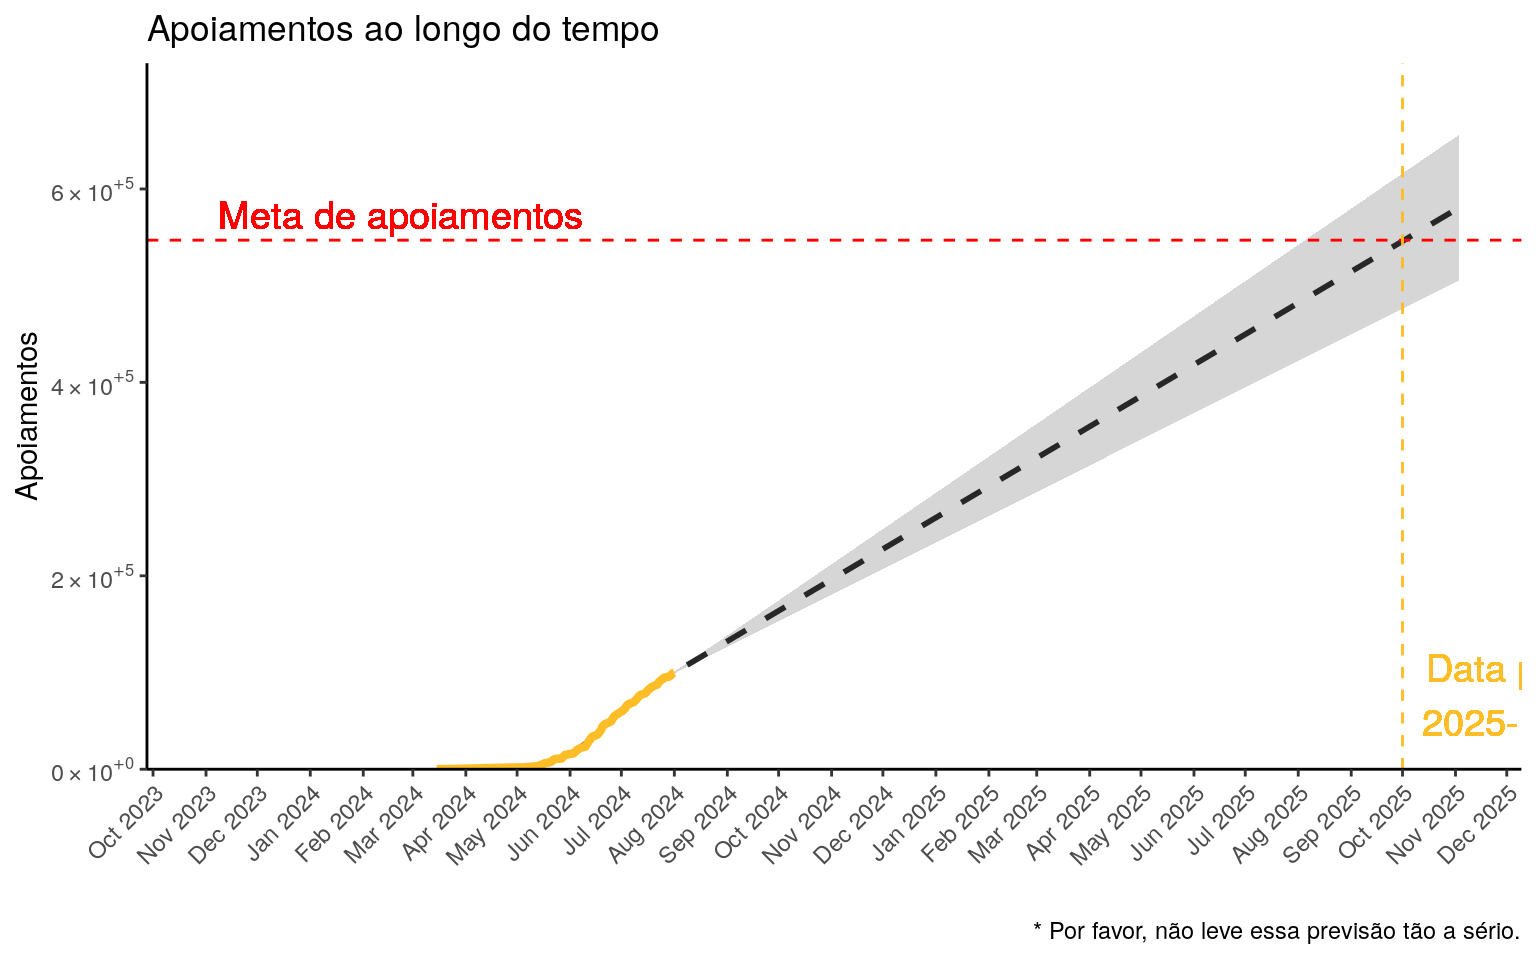 Apoiamentos ao longo do tempo
Apoiamentos
6 × 10⁺⁵
4 × 10⁺⁵
2 × 10⁺⁵
0 × 10⁺⁰
Meta de apoiamentos
Data
2025-
Oct 2023
Nov 2023
Dec 2023
Jan 2024
Feb 2024
Mar 2024
Apr 2024
May 2024
Jun 2024
Jul 2024
Aug 2024
Sep 2024
Oct 2024
Nov 2024
Dec 2024
Jan 2025
Feb 2025
Mar 2025
Apr 2025
May 2025
Jun 2025
Jul 2025
Aug 2025
Sep 2025
Oct 2025
Nov 2025
Dec 2025
* Por favor, não leve essa previsão tão a sério.